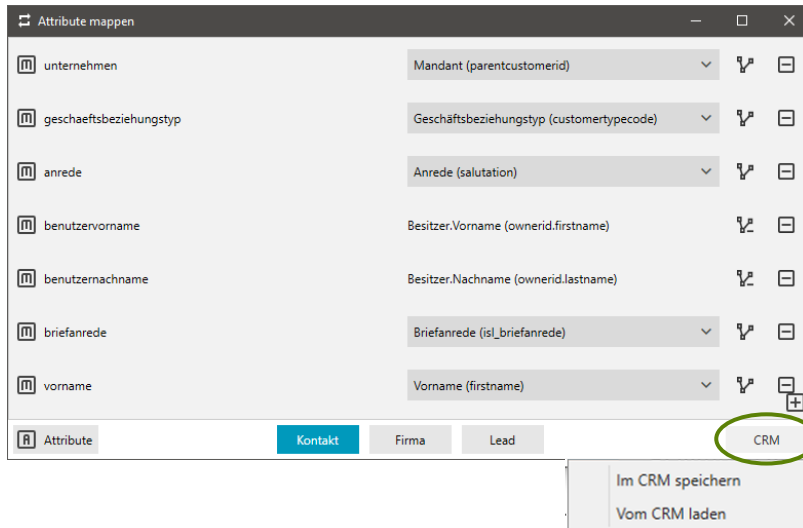 Attribute mappen
unternehmen Mandant (parentcustomerid)
geschaeftsbeziehungstyp Geschäftsbeziehungstyp (customertypecode)
anrede Anrede (salutation)
benutzervorname Besitzer.Vorname (ownerid.firstname)
benutzernachname Besitzer.Nachname (ownerid.lastname)
briefanrede Briefanrede (isl_briefanrede)
vorname Vorname (firstname)
Attribute Kontakt Firma Lead CRM
Im CRM speichern
Vom CRM laden